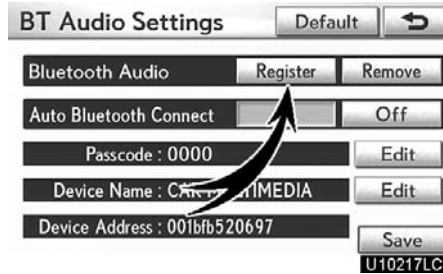 BT Audio Settings Default
Bluetooth Audio Register Remove
Auto Bluetooth Connect Off
Passcode : 0000 Edit
Device Name : MEDIA Edit
Device Address : 001bfb520697
Save
U10217LC